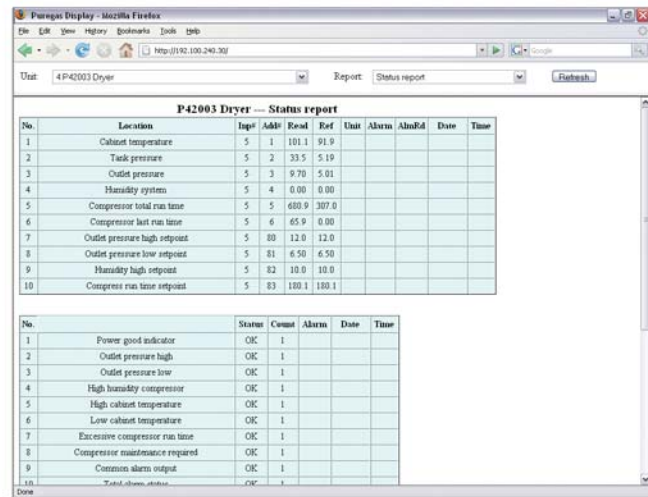 Puregas Display - Mozilla Firefox
File Edit View History Bookmarks Tools Help
http://192.100.240.30/ Google
Unit: 4 P42003 Dryer Report: Status report Refresh
P42003 Dryer --- Status report
No. Location Inp# Add# Read Ref Unit Alarm AlmRd Date Time
1 Cabinet temperature 5 1 101.1 91.9
2 Tank pressure 5 2 33.5 5.19
3 Outlet pressure 5 3 9.70 5.01
4 Humidity system 5 4 0.00 0.00
5 Compressor total run time 5 5 680.9 307.0
6 Compressor last run time 5 6 65.9 0.00
7 Outlet pressure high setpoint 5 80 12.0 12.0
8 Outlet pressure low setpoint 5 81 6.50 6.50
9 Humidity high setpoint 5 82 10.0 10.0
10 Compress run time setpoint 5 83 180.1 180.1
No. Status Count Alarm Date Time
1 Power good indicator OK 1
2 Outlet pressure high OK 1
3 Outlet pressure low OK 1
4 High humidity compressor OK 1
5 High cabinet temperature OK 1
6 Low cabinet temperature OK 1
7 Excessive compressor run time OK 1
8 Compressor maintenance required OK 1
9 Common alarm output OK 1
10 Total alarm status OK 1
Done